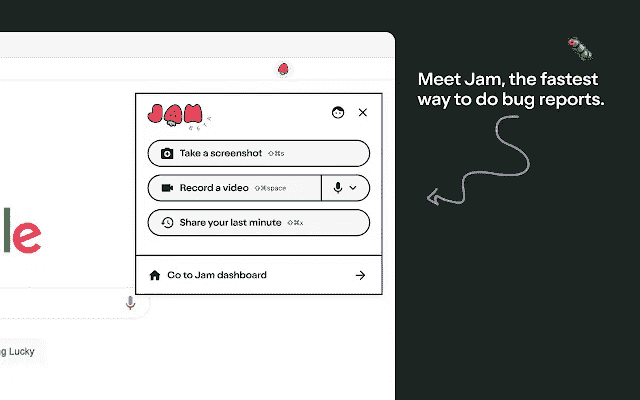 Meet Jam, the fastest
way to do bug reports.
JAM
Take a screenshot ⇧⌘s
Record a video ⇧⌘space
Share your last minute ⇧⌘x
Go to Jam dashboard
le
ng Lucky